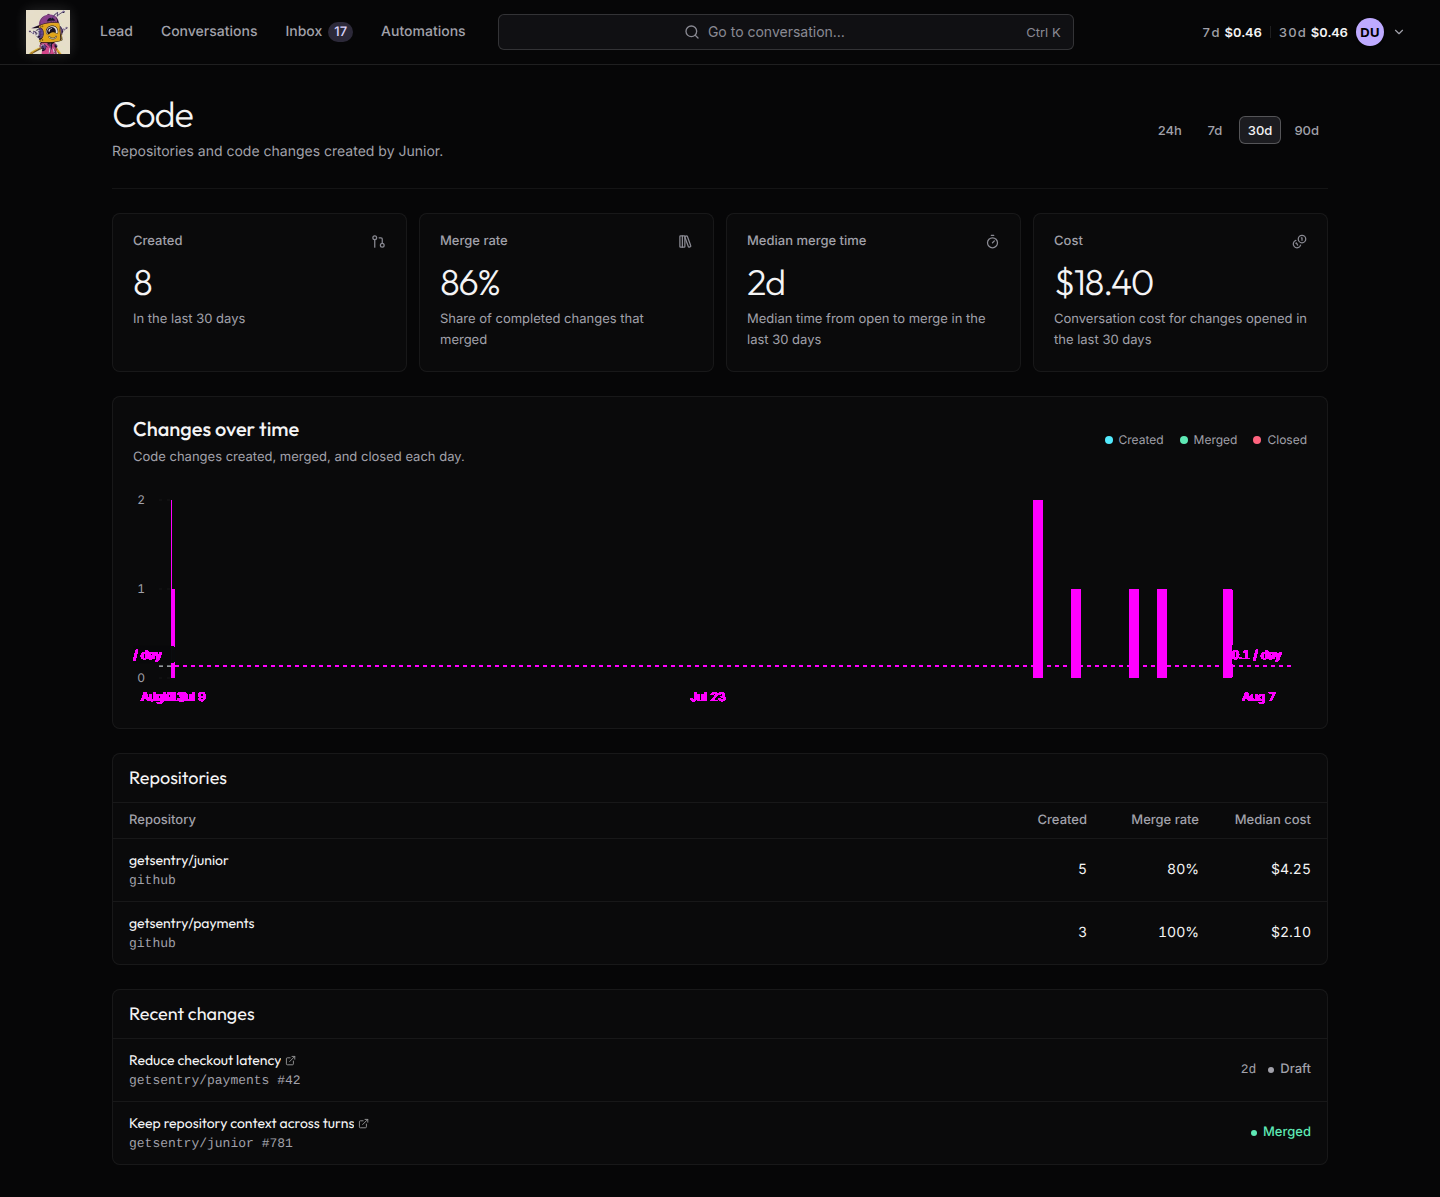 Lead
Conversations
Inbox 17
Automations
Go to conversation...
Ctrl K
7d $0.46
30d $0.46
DU
Code
Repositories and code changes created by Junior.
24h
7d
30d
90d
Created
8
In the last 30 days
Merge rate
86%
Share of completed changes that
merged
Median merge time
2d
Median time from open to merge in the
last 30 days
Cost
$18.40
Conversation cost for changes opened in
the last 30 days
Changes over time
Code changes created, merged, and closed each day.
Created
Merged
Closed
2
1
/ day
0.1 / day
0
Jul 9
Jul 23
Aug 7
Repositories
Repository
Created
Merge rate
Median cost
getsentry/junior
github
5
80%
$4.25
getsentry/payments
github
3
100%
$2.10
Recent changes
Reduce checkout latency
getsentry/payments #42
2d
Draft
Keep repository context across turns
getsentry/junior #781
Merged